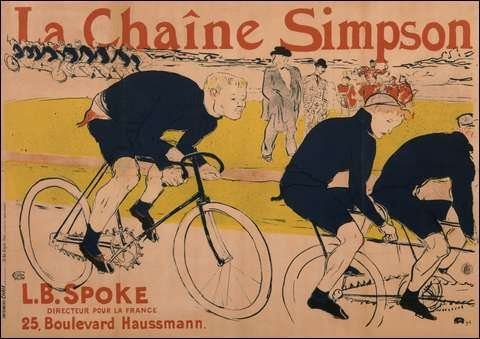 La Chaîne Simpson
L.B. SPOKE
DIRECTEUR POUR LA FRANCE
25, Boulevard Haussmann.